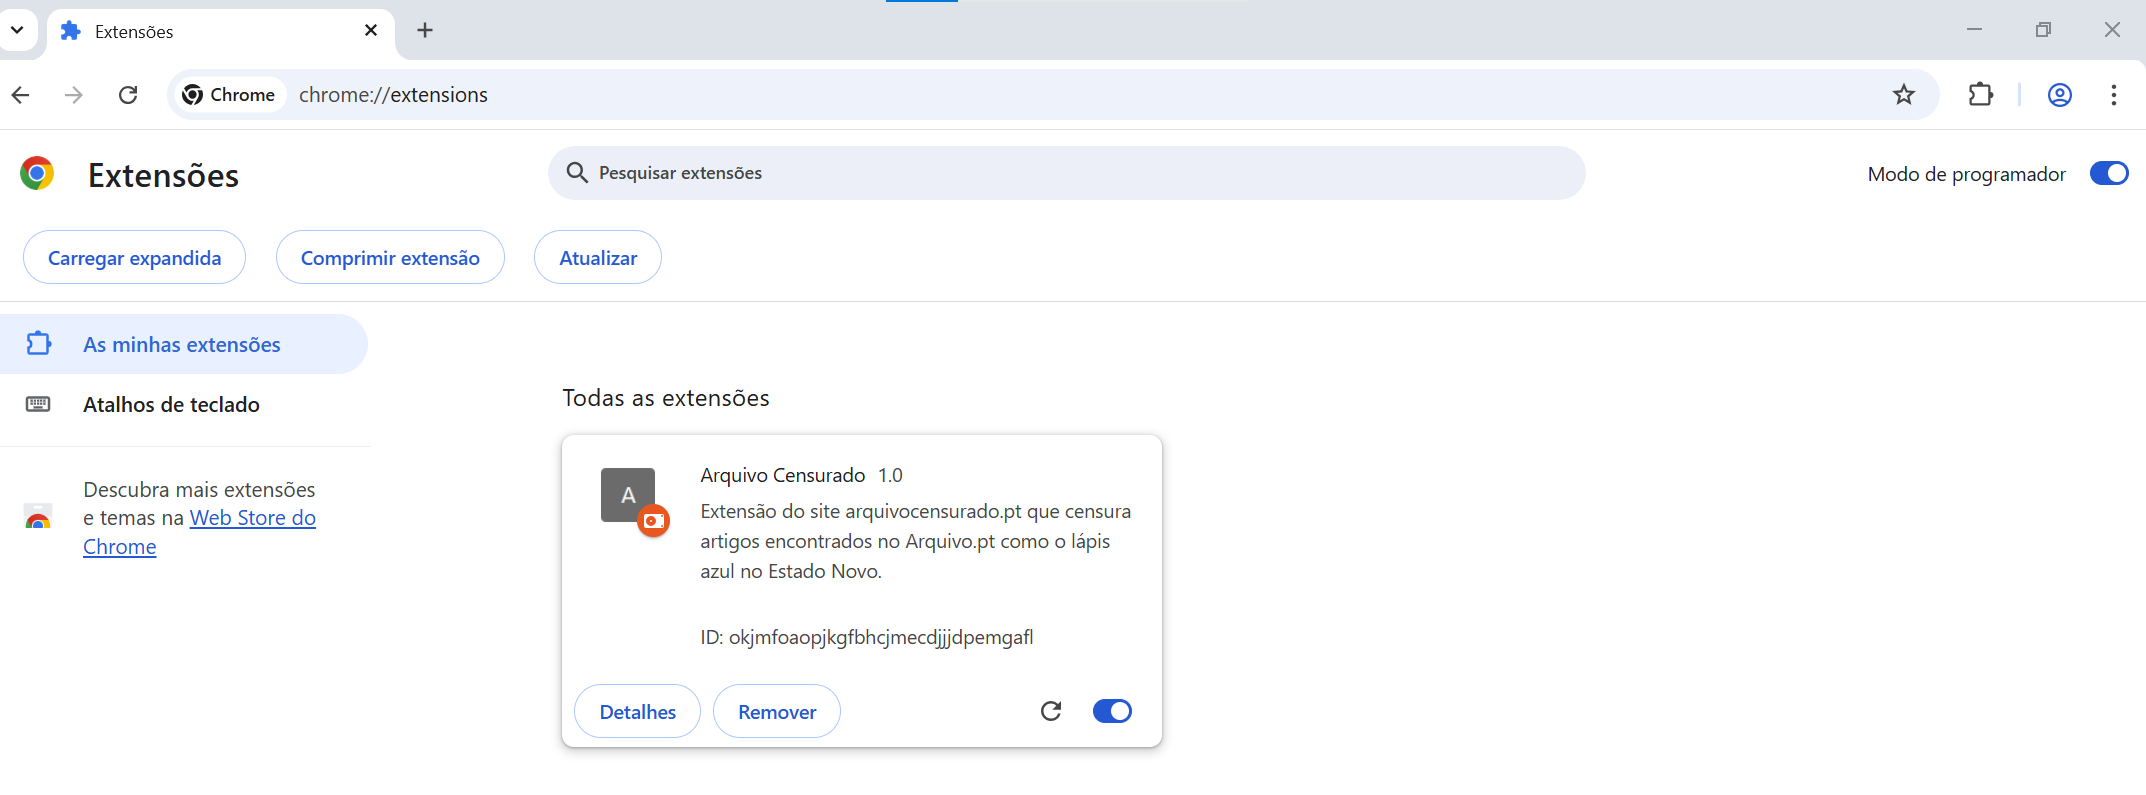 Extensões
Chrome
chrome://extensions
Extensões
Pesquisar extensões
Modo de programador
Carregar expandida
Comprimir extensão
Atualizar
As minhas extensões
Atalhos de teclado
Descubra mais extensões
e temas na Web Store do
Chrome
Todas as extensões
A
Arquivo Censurado 1.0
Extensão do site arquivocensurado.pt que censura
artigos encontrados no Arquivo.pt como o lápis
azul no Estado Novo.
ID: okjmfoaopjkgfbhcjmecdjjjdpemgafl
Detalhes
Remover